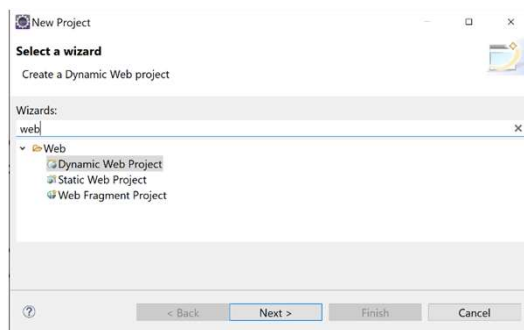 New Project
Select a wizard
Create a Dynamic Web project
Wizards:
web
Web
Dynamic Web Project
Static Web Project
Web Fragment Project
< Back Next > Finish Cancel